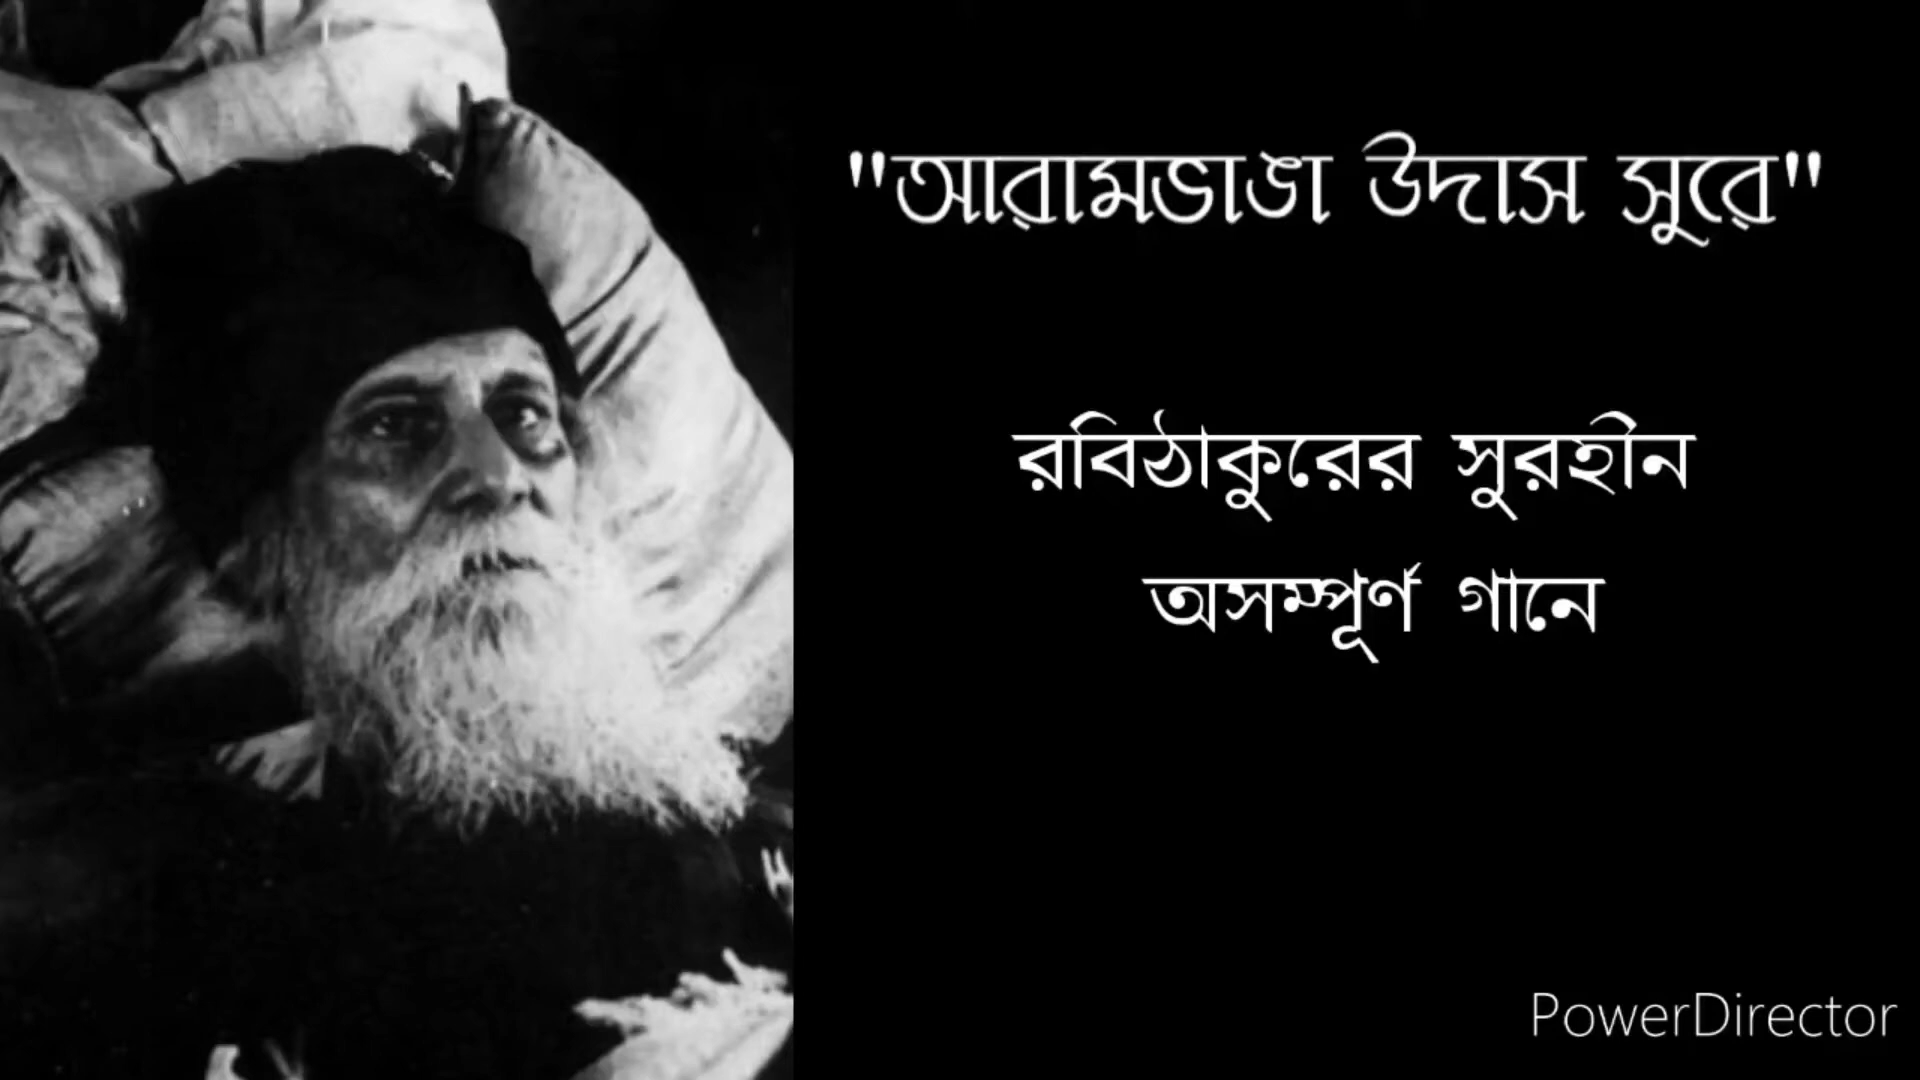 "আরামভাঙা উদাস সুরে"
রবিঠাকুরের সুরহীন
অসম্পূর্ণ গানে
PowerDirector